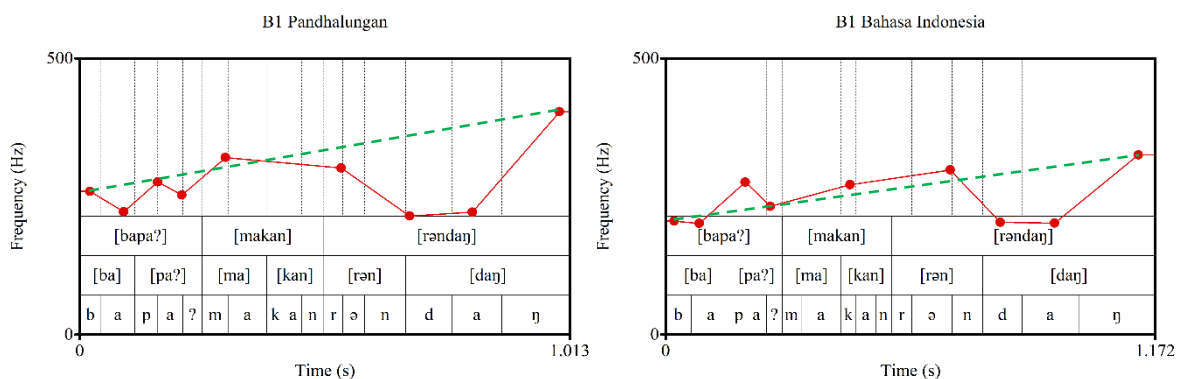 B1 Pandhalungan
500
Frequency (Hz)
[bapaʔ] [makan] [rəndaŋ]
[ba] [paʔ] [ma] [kan] [rən] [daŋ]
b a p a ʔ m a k a n r ə n d a ŋ
0
0 1.013
Time (s)
B1 Bahasa Indonesia
500
Frequency (Hz)
[bapaʔ] [makan] [rəndaŋ]
[ba] [paʔ] [ma] [kan] [rən] [daŋ]
b a p a ʔ m a k a n r ə n d a ŋ
0
0 1.172
Time (s)